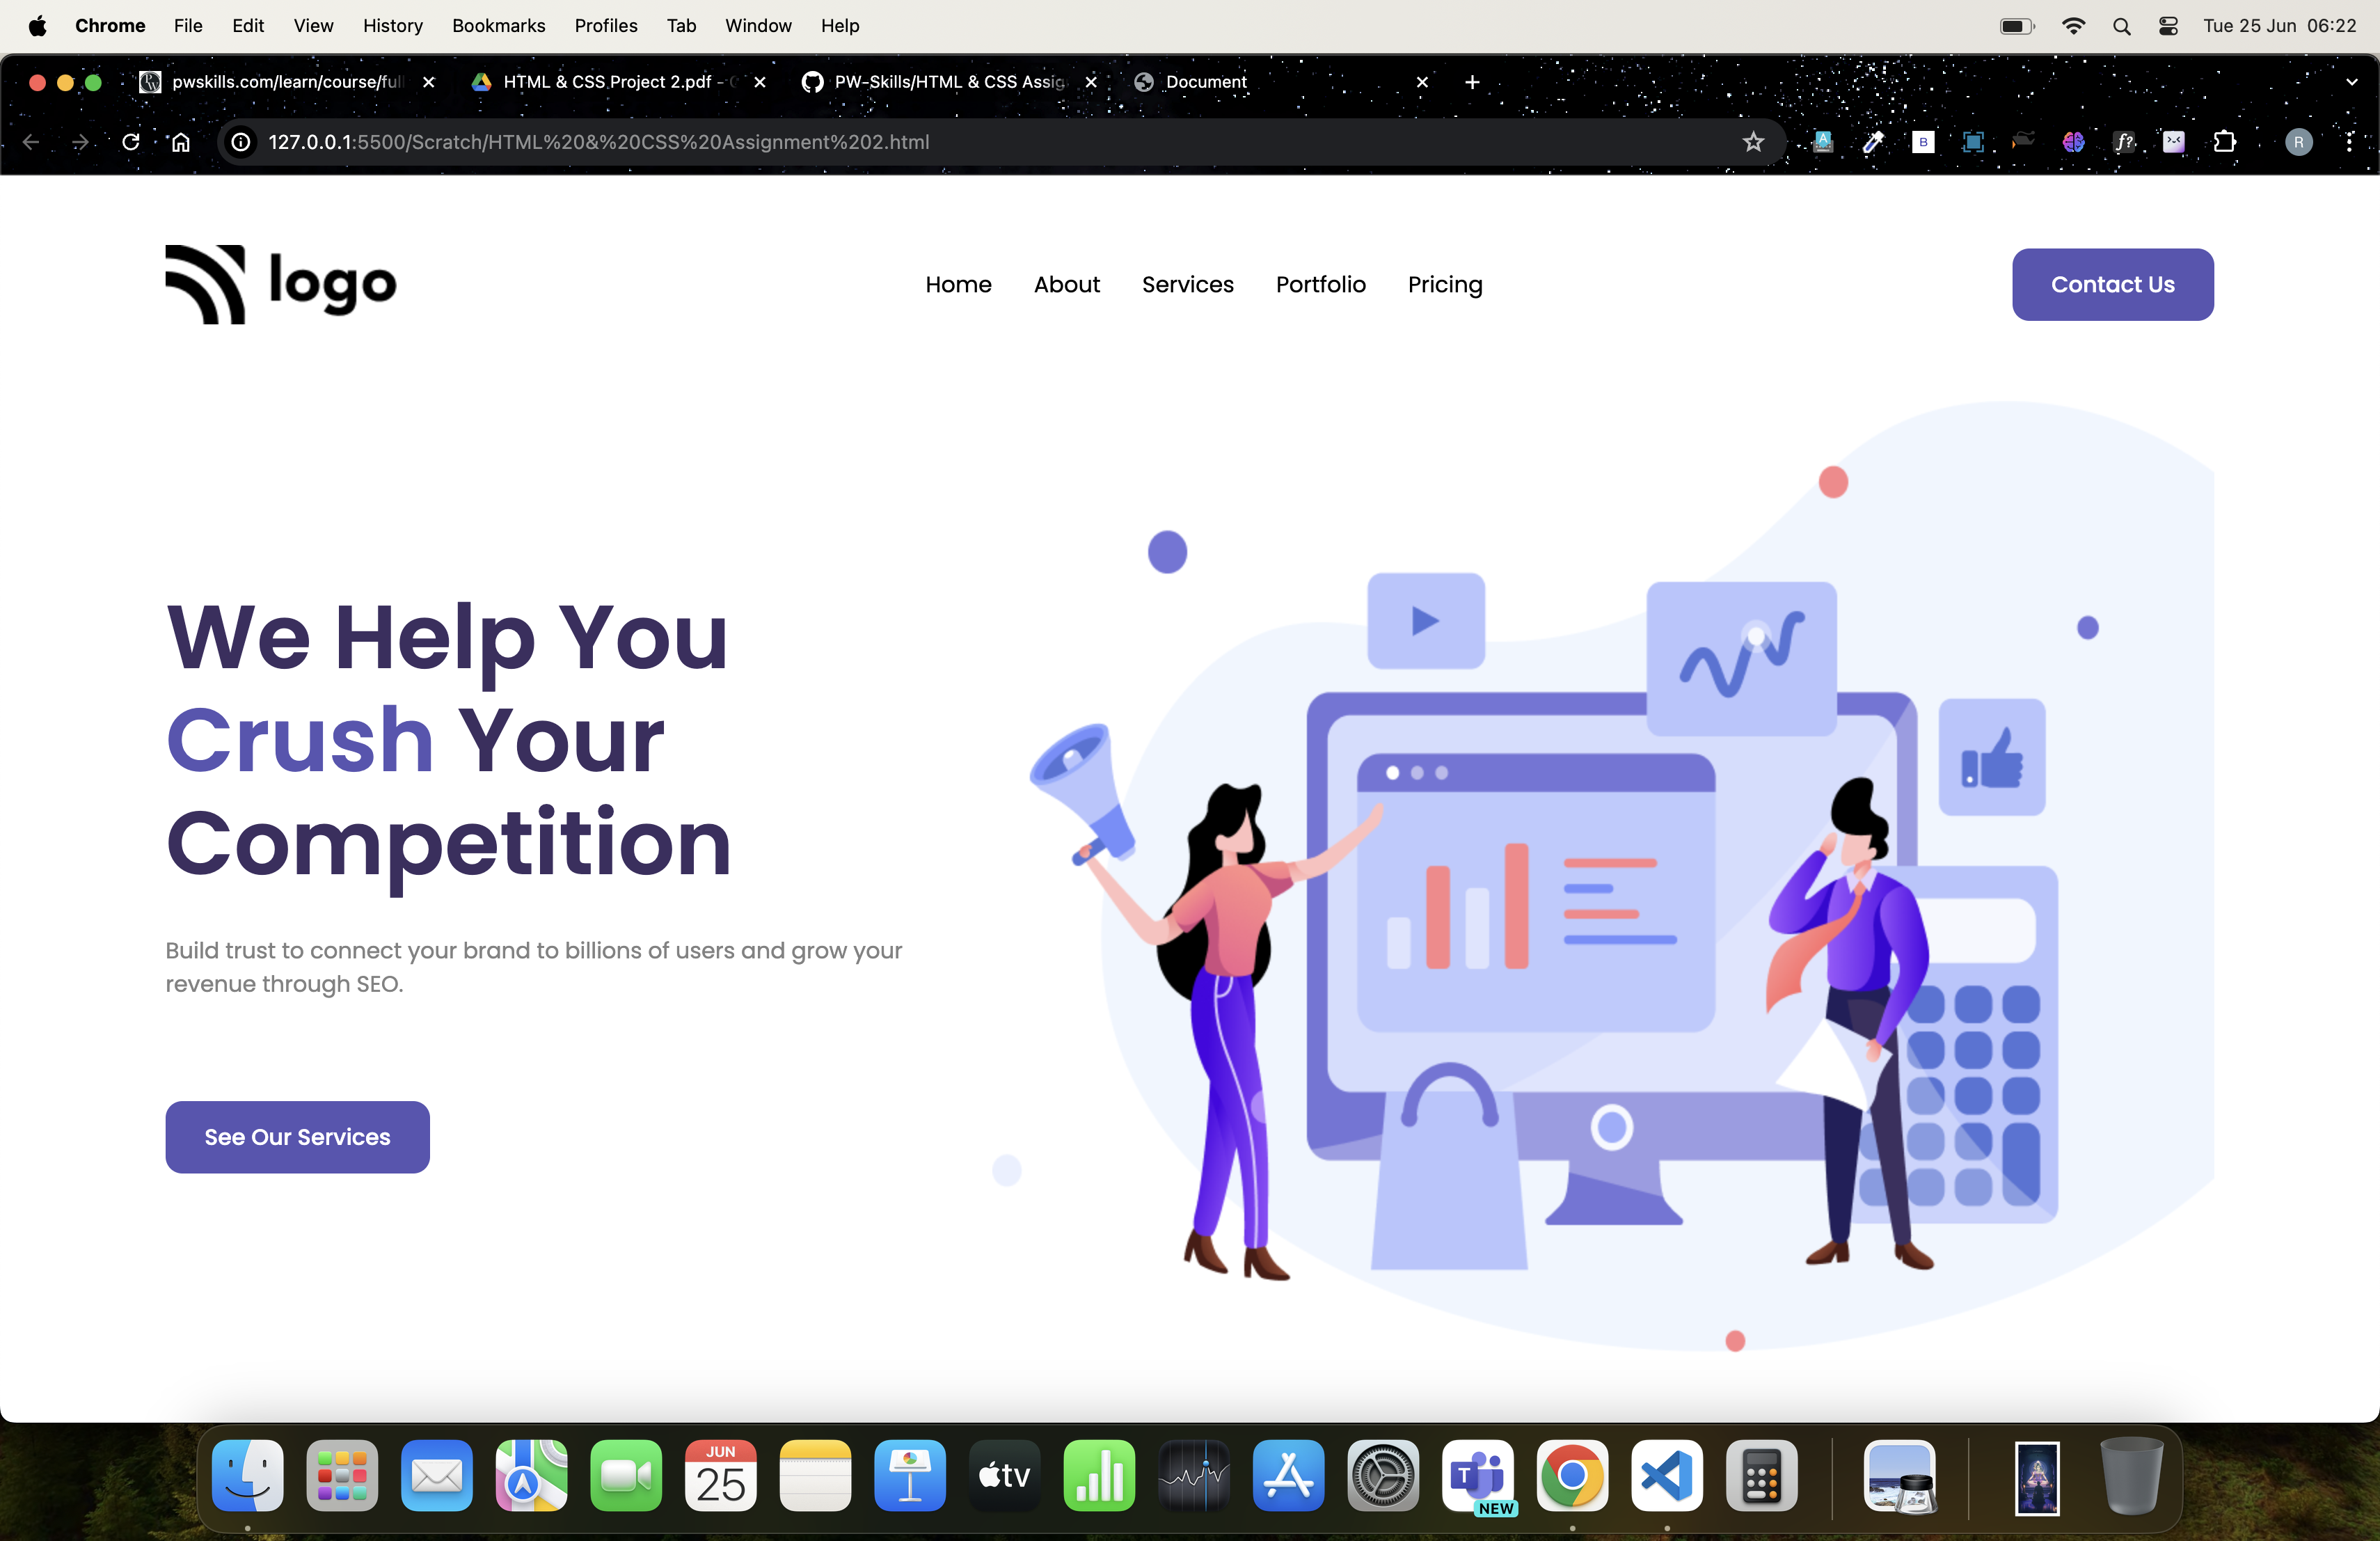 Chrome File Edit View History Bookmarks Profiles Tab Window Help Tue 25 Jun 06:22
pwskills.com/learn/course/full HTML & CSS Project 2.pdf - PW-Skills/HTML & CSS Assig Document
127.0.0.1:5500/Scratch/HTML%20&%20CSS%20Assignment%202.html
B f? R
logo Home About Services Portfolio Pricing Contact Us
We Help You
Crush Your
Competition
Build trust to connect your brand to billions of users and grow your
revenue through SEO.
See Our Services
JUN
25
tv
T
NEW